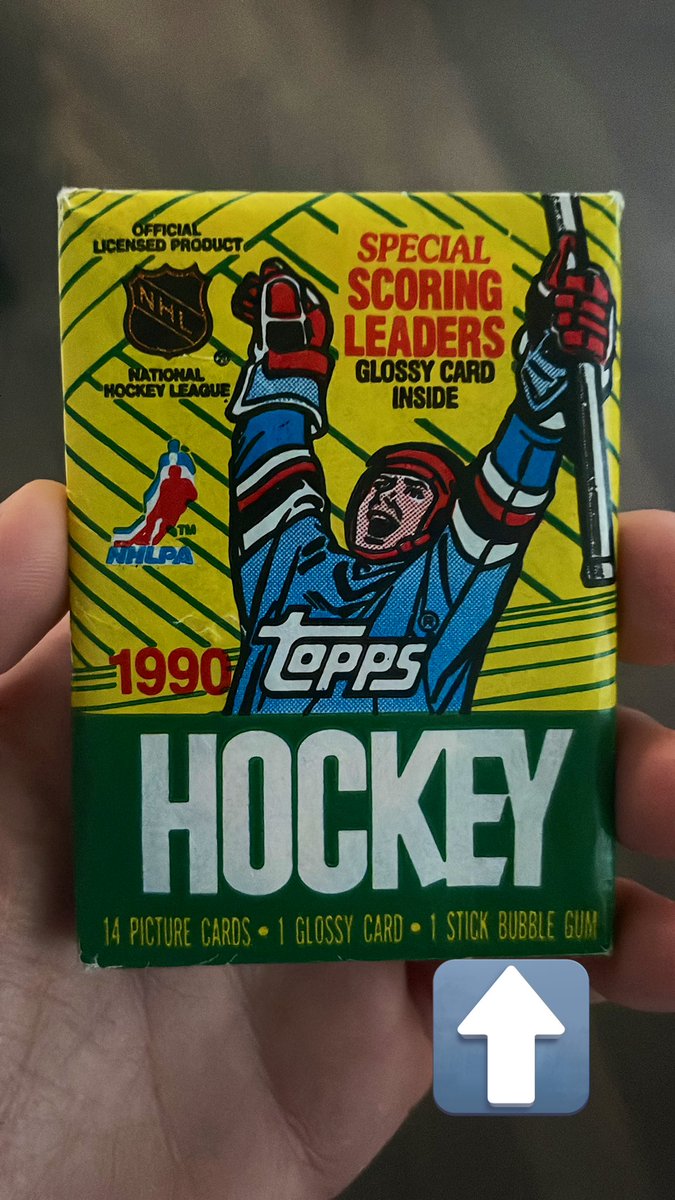 OFFICIAL
LICENSED PRODUCT
NHL
®
NATIONAL
HOCKEY LEAGUE
NHLPA™
SPECIAL
SCORING
LEADERS
GLOSSY CARD
INSIDE
1990
TOPPS®
HOCKEY
14 PICTURE CARDS • 1 GLOSSY CARD • 1 STICK BUBBLE GUM